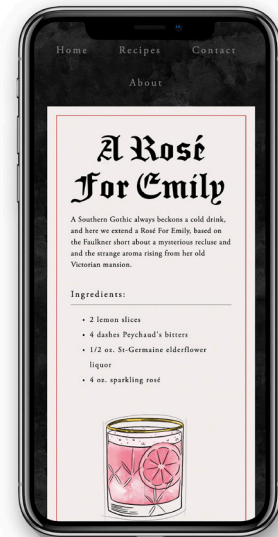 Home Recipes Contact
About
A Rosé
For Emily
A Southern Gothic always beckons a cold drink,
and here we extend a Rosé For Emily, based on
the Faulkner short about a mysterious recluse and
and the strange aroma rising from her old
Victorian mansion.
Ingredients:
• 2 lemon slices
• 4 dashes Peychaud's bitters
• 1/2 oz. St-Germaine elderflower
liquor
• 4 oz. sparkling rosé